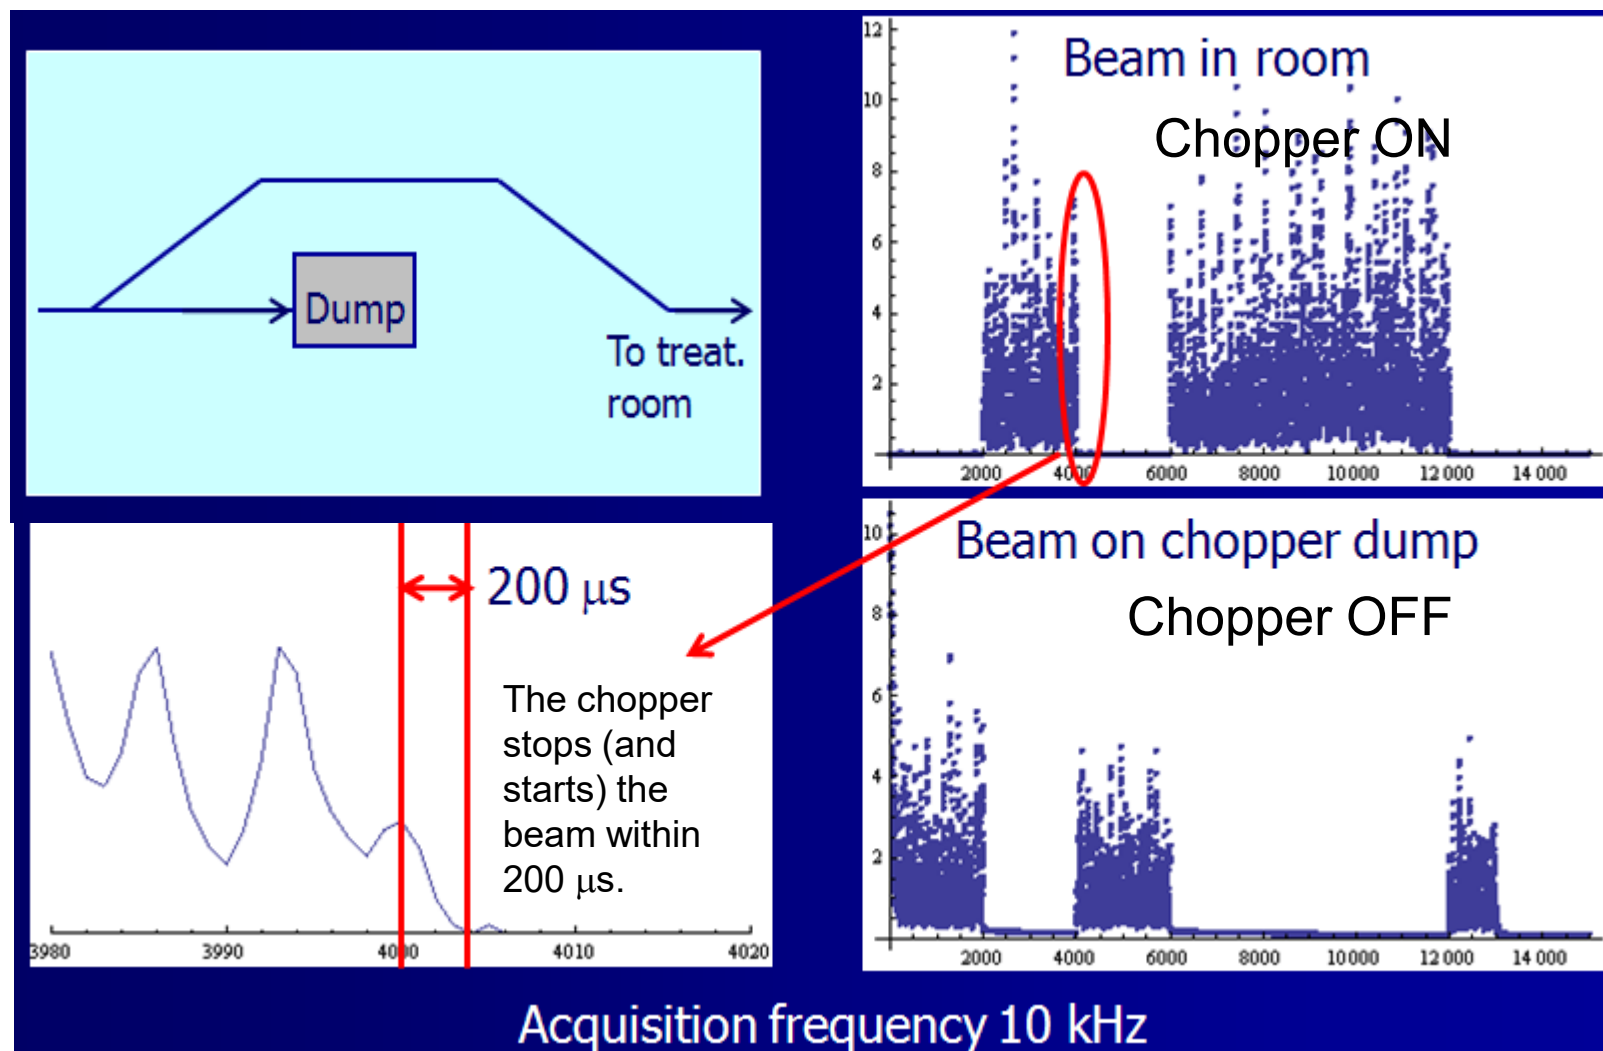 Dump
To treat.
room
12
10
8
6
4
2
Beam in room
Chopper ON
2000 4000 6000 8000 10000 12000 14000
200 μs
The chopper
stops (and
starts) the
beam within
200 μs.
3980 3990 4000 4010 4020
10
8
6
4
2
Beam on chopper dump
Chopper OFF
2000 4000 6000 8000 10000 12000 14000
Acquisition frequency 10 kHz